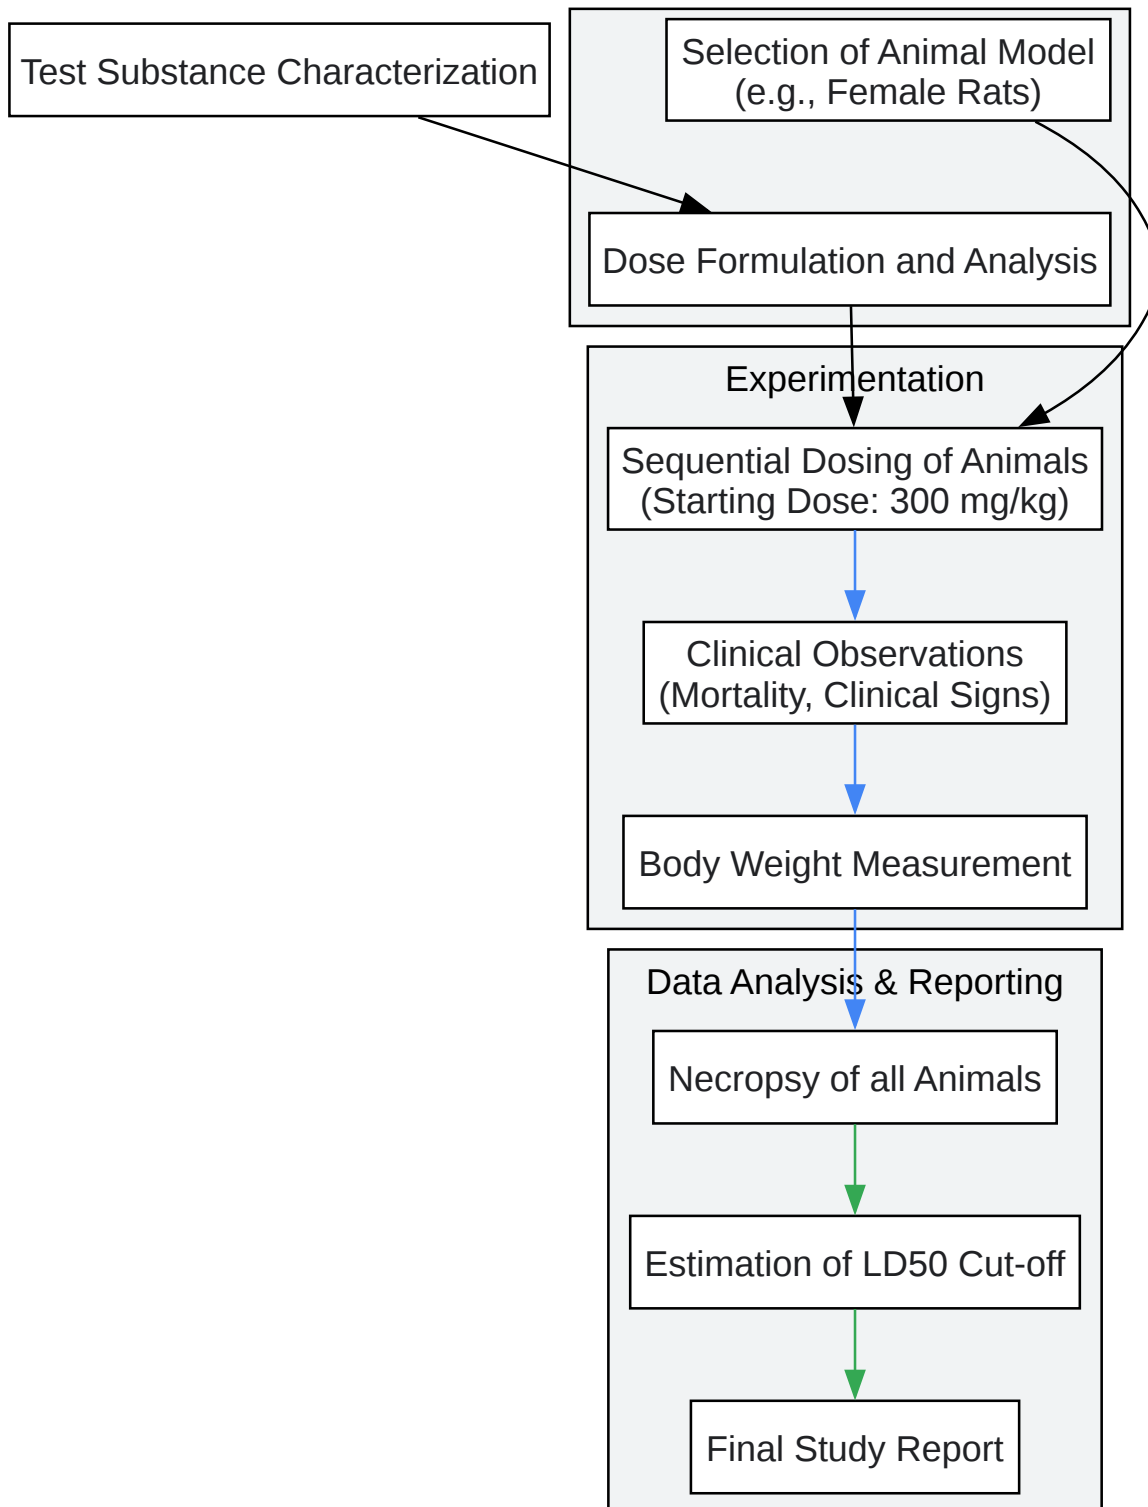 Test Substance Characterization
Selection of Animal Model
(e.g., Female Rats)
Dose Formulation and Analysis
Experimentation
Sequential Dosing of Animals
(Starting Dose: 300 mg/kg)
Clinical Observations
(Mortality, Clinical Signs)
Body Weight Measurement
Data Analysis & Reporting
Necropsy of all Animals
Estimation of LD50 Cut-off
Final Study Report